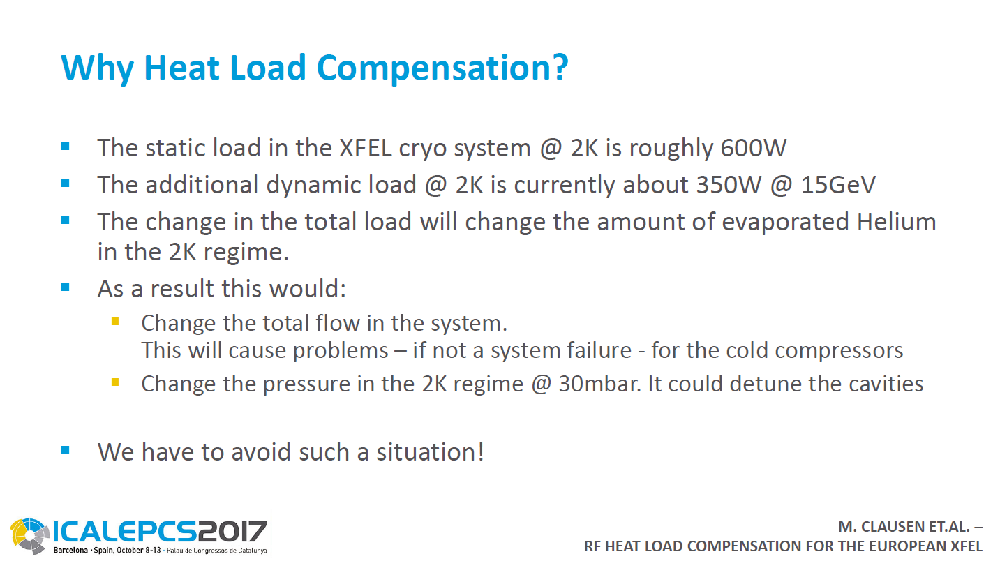 Why Heat Load Compensation?
▪ The static load in the XFEL cryo system @ 2K is roughly 600W
▪ The additional dynamic load @ 2K is currently about 350W @ 15GeV
▪ The change in the total load will change the amount of evaporated Helium
in the 2K regime.
▪ As a result this would:
▪ Change the total flow in the system.
This will cause problems – if not a system failure - for the cold compressors
▪ Change the pressure in the 2K regime @ 30mbar. It could detune the cavities
▪ We have to avoid such a situation!
ICALEPCS2017
Barcelona · Spain, October 8-13 · Palau de Congressos de Catalunya
M. CLAUSEN ET.AL. –
RF HEAT LOAD COMPENSATION FOR THE EUROPEAN XFEL